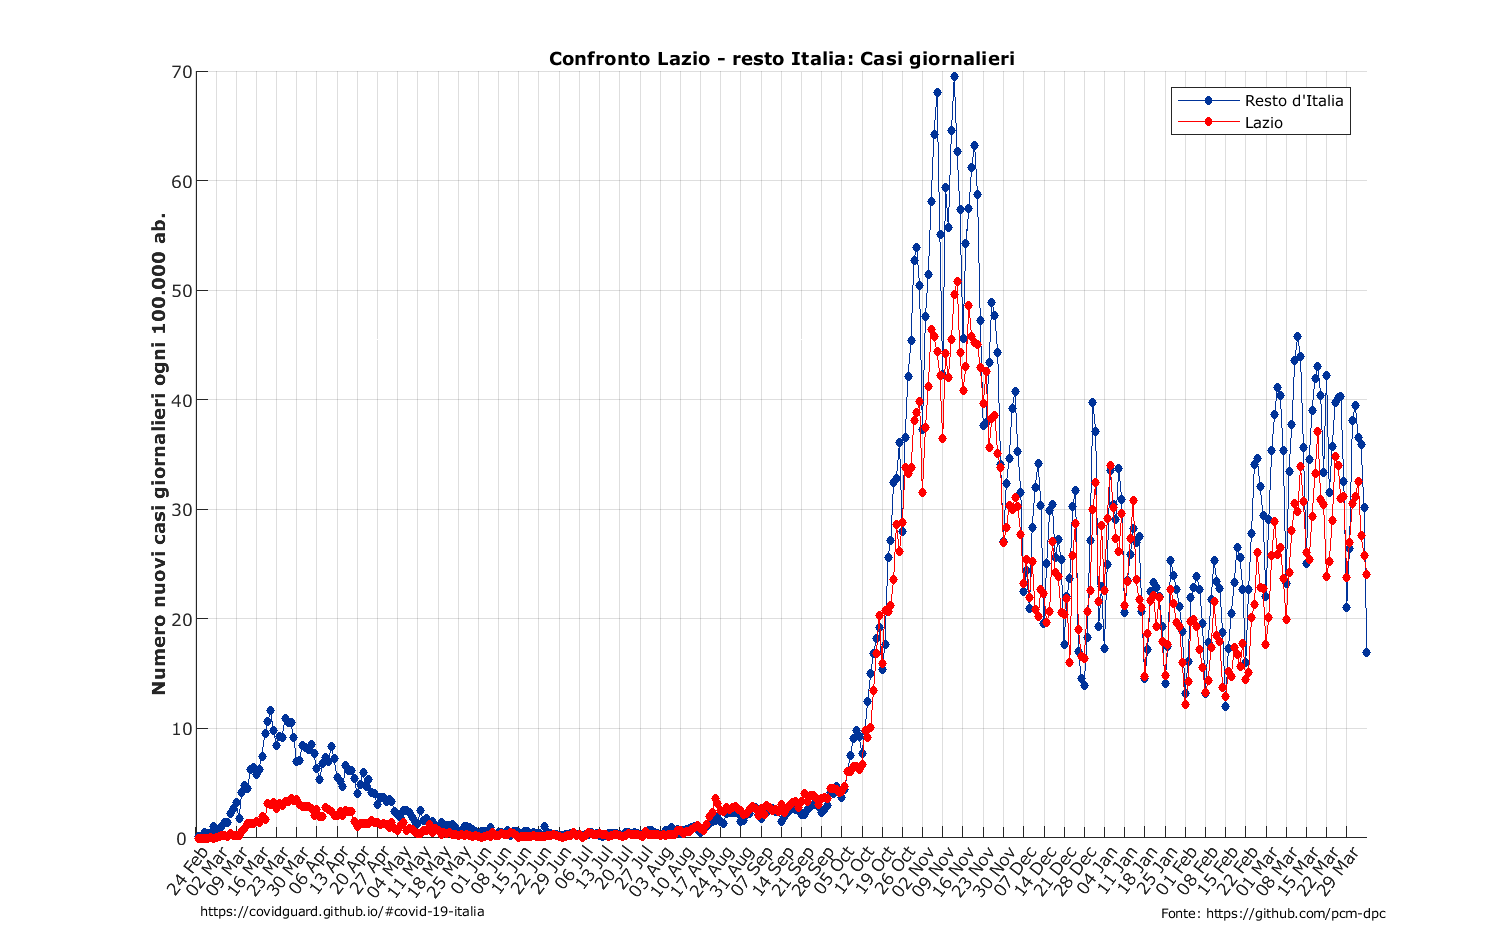 Confronto Lazio - resto Italia: Casi giornalieri
Numero nuovi casi giornalieri ogni 100.000 ab.
70
60
50
40
30
20
10
0
Resto d'Italia
Lazio
24 Feb
02 Mar
09 Mar
16 Mar
23 Mar
30 Mar
06 Apr
13 Apr
20 Apr
27 Apr
04 May
11 May
18 May
25 May
01 Jun
08 Jun
15 Jun
22 Jun
29 Jun
06 Jul
13 Jul
20 Jul
27 Jul
03 Aug
10 Aug
17 Aug
24 Aug
31 Aug
07 Sep
14 Sep
21 Sep
28 Sep
05 Oct
12 Oct
19 Oct
26 Oct
02 Nov
09 Nov
16 Nov
23 Nov
30 Nov
07 Dec
14 Dec
21 Dec
28 Dec
04 Jan
11 Jan
18 Jan
25 Jan
01 Feb
08 Feb
15 Feb
22 Feb
01 Mar
08 Mar
15 Mar
22 Mar
29 Mar
https://covidguard.github.io/#covid-19-italia
Fonte: https://github.com/pcm-dpc